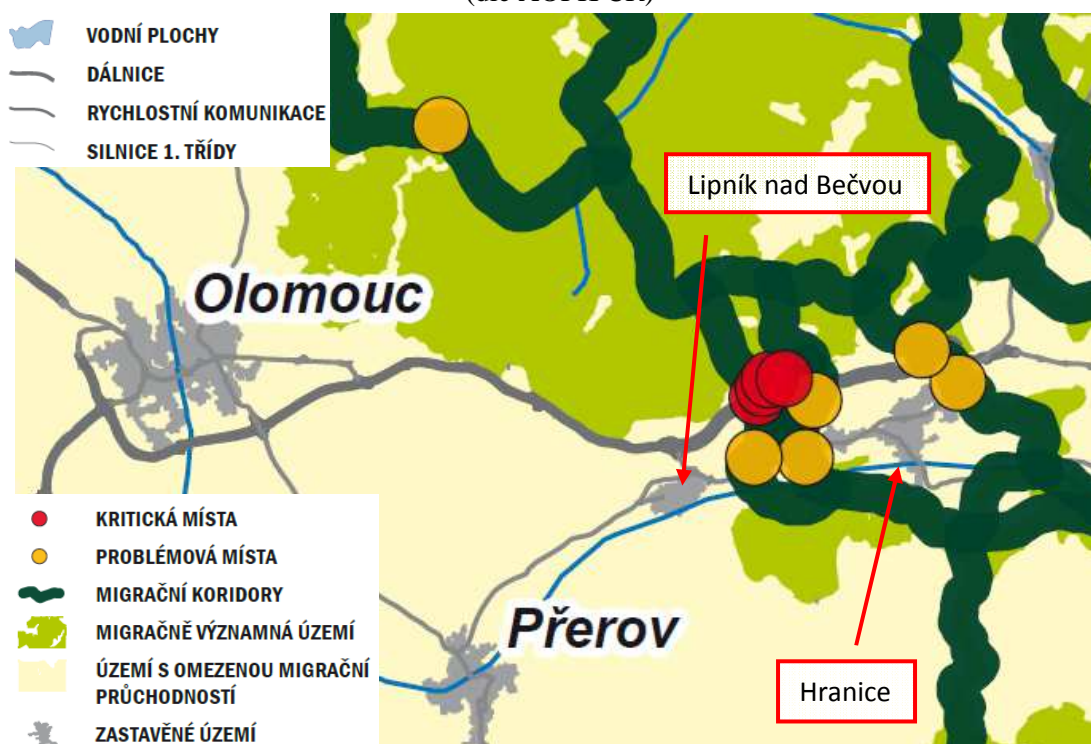 VODNÍ PLOCHY
DÁLNICE
RYCHLOSTNÍ KOMUNIKACE
SILNICE 1. TŘÍDY
Lipník nad Bečvou
Olomouc
Přerov
Hranice
KRITICKÁ MÍSTA
PROBLÉMOVÁ MÍSTA
MIGRAČNÍ KORIDORY
MIGRAČNĚ VÝZNAMNÁ ÚZEMÍ
ÚZEMÍ S OMEZENOU MIGRAČNÍ
PRŮCHODNOSTÍ
ZASTAVĚNÉ ÚZEMÍ